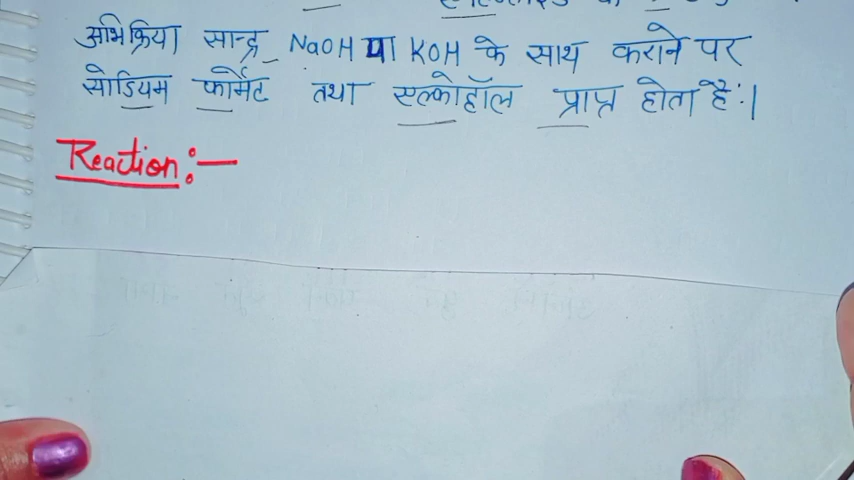 अभिक्रिया सान्द्र NaOH या KOH के साथ कराने पर
सोडियम फॉर्मेट तथा एल्कोहॉल प्राप्त होता है:।
Reaction:-